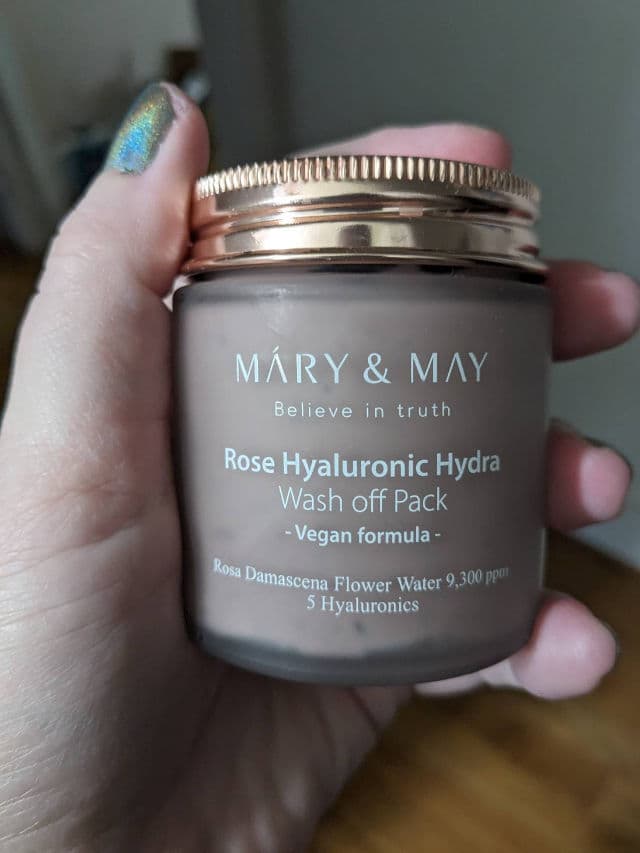 MÁRY & MAY
Believe in truth
Rose Hyaluronic Hydra
Wash off Pack
- Vegan formula -
Rosa Damascena Flower Water 9,300 ppm
5 Hyaluronics